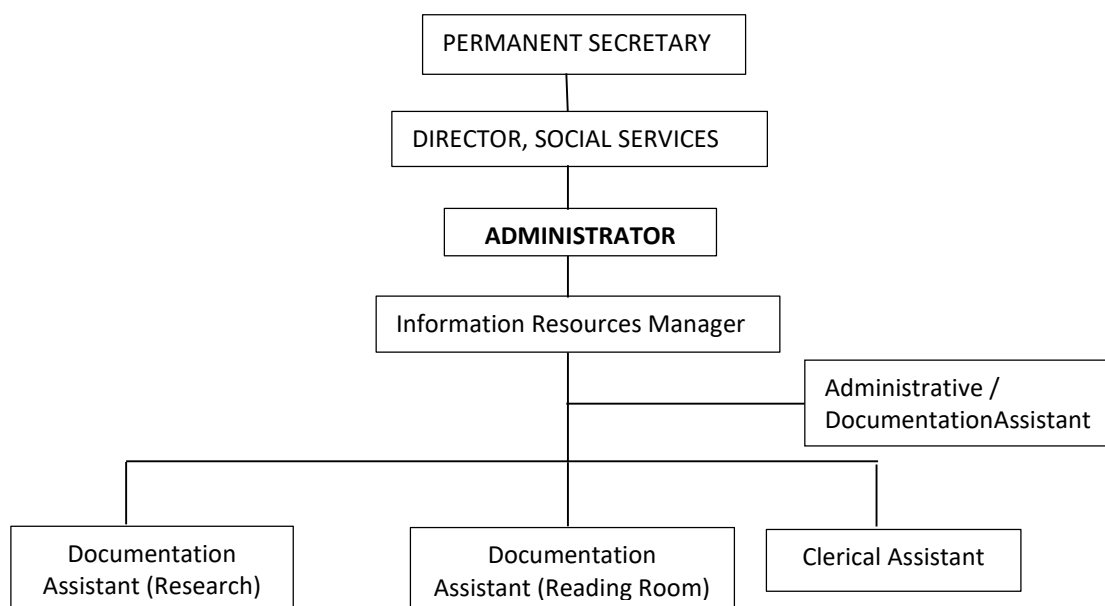 PERMANENT SECRETARY
DIRECTOR, SOCIAL SERVICES
ADMINISTRATOR
Information Resources Manager
Administrative /
DocumentationAssistant
Documentation
Assistant (Research)
Documentation
Assistant (Reading Room)
Clerical Assistant